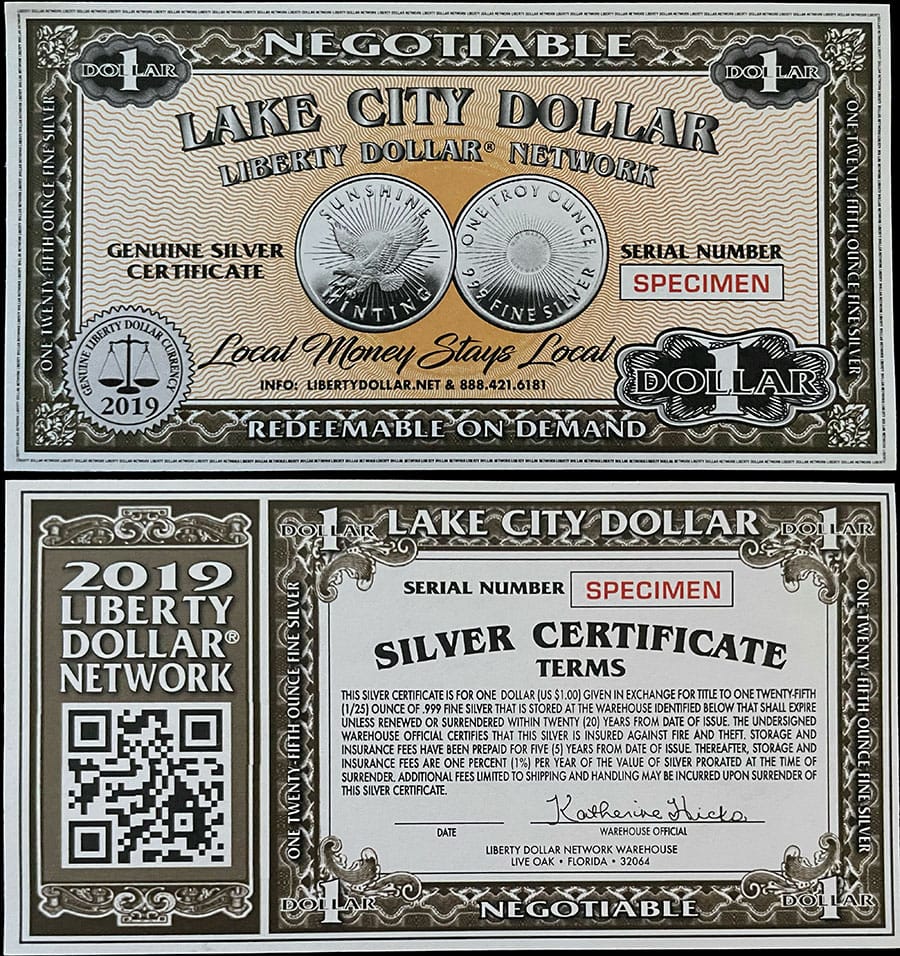 NEGOTIABLE
1 DOLLAR
1 DOLLAR
LAKE CITY DOLLAR
LIBERTY DOLLAR® NETWORK
ONE TWENTY-FIFTH OUNCE FINE SILVER
ONE TWENTY-FIFTH OUNCE FINE SILVER
SUNSHINE
MINTING
ONE TROY OUNCE
.999 FINE SILVER
GENUINE SILVER
CERTIFICATE
SERIAL NUMBER
SPECIMEN
Local Money Stays Local
INFO: LIBERTYDOLLAR.NET & 888.421.6181
GENUINE LIBERTY DOLLAR CURRENCY
2019
1 DOLLAR
REDEEMABLE ON DEMAND
2019
LIBERTY
DOLLAR®
NETWORK
1 DOLLAR
LAKE CITY DOLLAR
1 DOLLAR
ONE TWENTY-FIFTH OUNCE FINE SILVER
ONE TWENTY-FIFTH OUNCE FINE SILVER
SERIAL NUMBER SPECIMEN
SILVER CERTIFICATE
TERMS
THIS SILVER CERTIFICATE IS FOR ONE DOLLAR (US $1.00) GIVEN IN EXCHANGE FOR TITLE TO ONE TWENTY-FIFTH
(1/25) OUNCE OF .999 FINE SILVER THAT IS STORED AT THE WAREHOUSE IDENTIFIED BELOW THAT SHALL EXPIRE
UNLESS RENEWED OR SURRENDERED WITHIN TWENTY (20) YEARS FROM DATE OF ISSUE. THE UNDERSIGNED
WAREHOUSE OFFICIAL CERTIFIES THAT THIS SILVER IS INSURED AGAINST FIRE AND THEFT. STORAGE AND
INSURANCE FEES HAVE BEEN PREPAID FOR FIVE (5) YEARS FROM DATE OF ISSUE. THEREAFTER, STORAGE AND
INSURANCE FEES ARE ONE PERCENT (1%) PER YEAR OF THE VALUE OF SILVER PRORATED AT THE TIME OF
SURRENDER. ADDITIONAL FEES LIMITED TO SHIPPING AND HANDLING MAY BE INCURRED UPON SURRENDER OF
THIS SILVER CERTIFICATE.
Katherine Hicks
DATE
WAREHOUSE OFFICIAL
LIBERTY DOLLAR NETWORK WAREHOUSE
LIVE OAK • FLORIDA • 32064
1 DOLLAR
NEGOTIABLE
1 DOLLAR